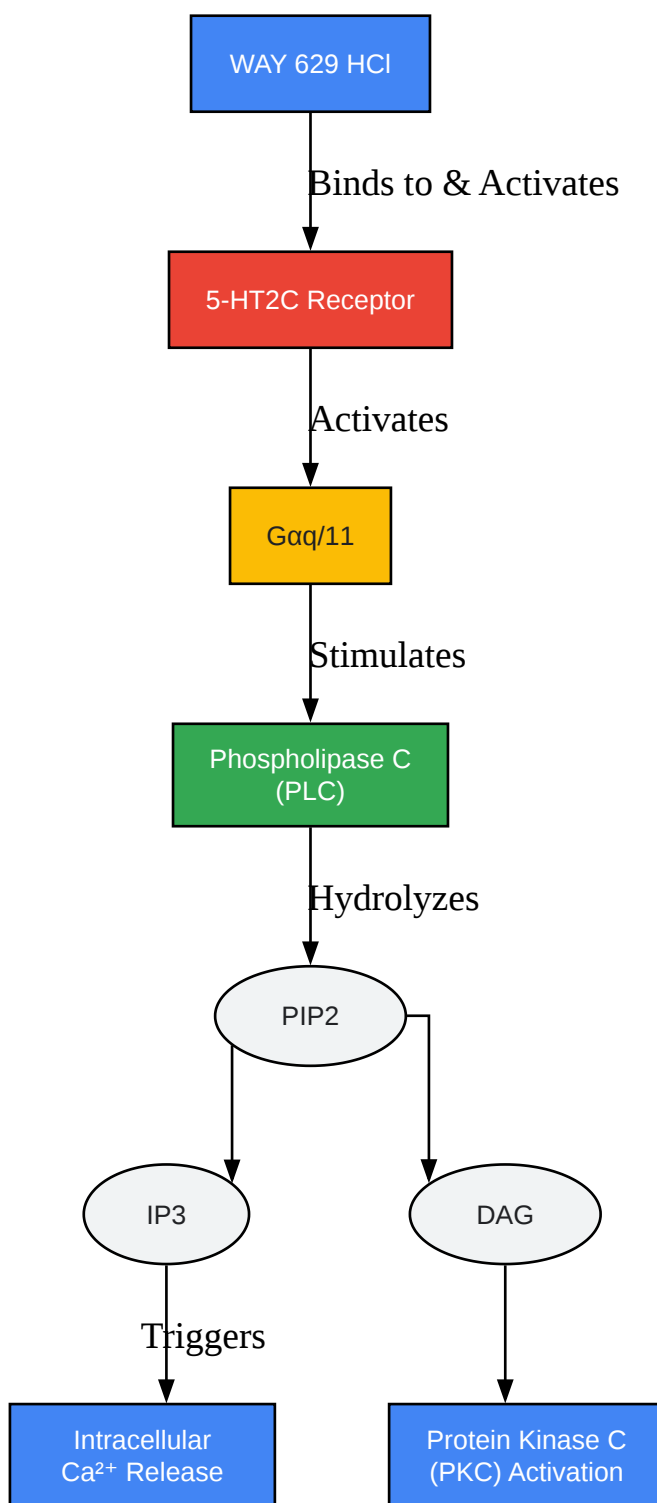 WAY 629 HCl
Binds to & Activates
5-HT2C Receptor
Activates
Gαq/11
Stimulates
Phospholipase C
(PLC)
Hydrolyzes
PIP2
IP3
DAG
Triggers
Intracellular
Ca²⁺ Release
Protein Kinase C
(PKC) Activation